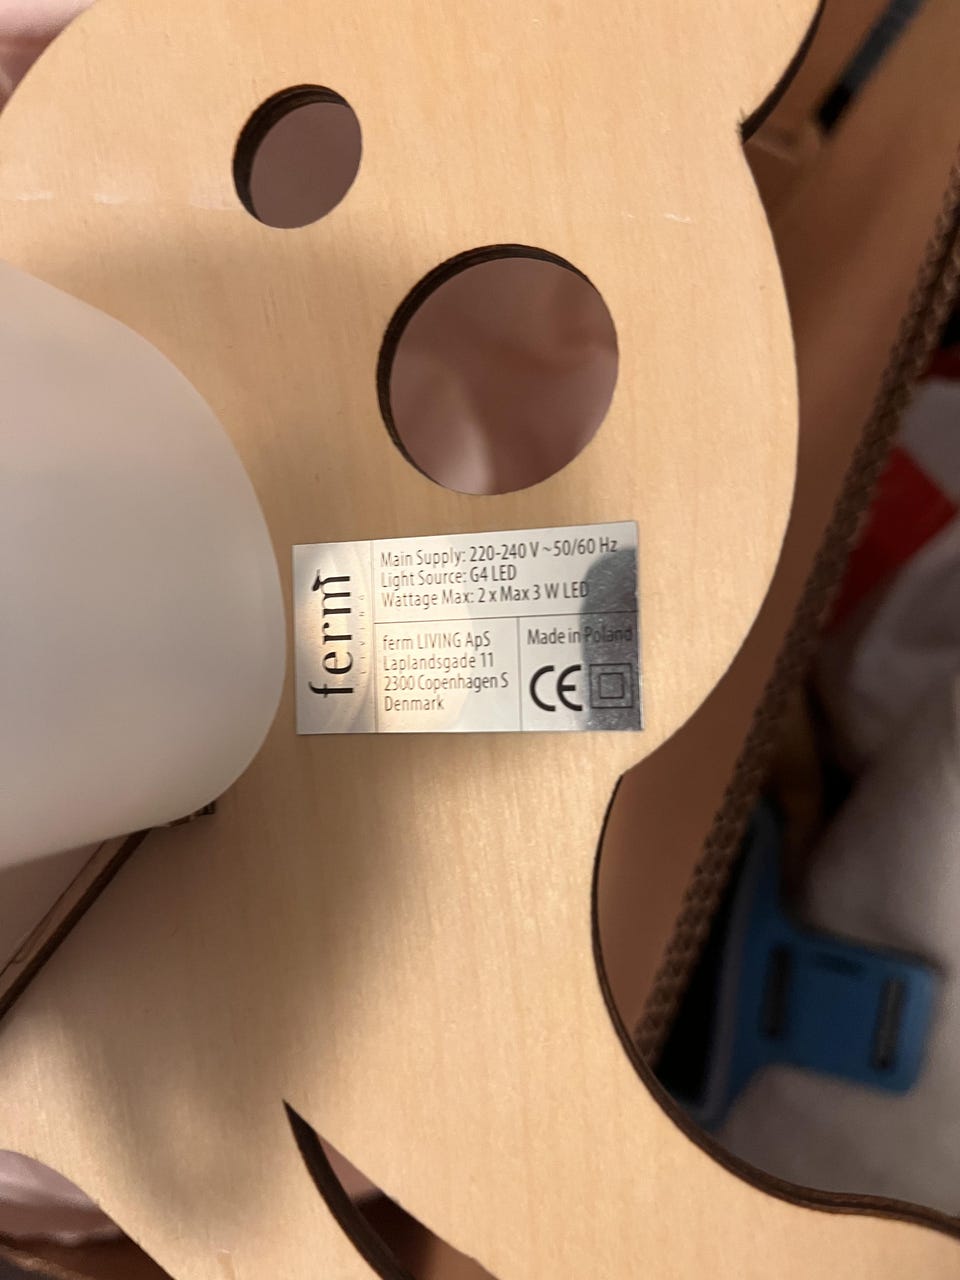 ferm
LIVING
Main Supply: 220-240 V ~ 50/60 Hz
Light Source: G4 LED
Wattage Max: 2 x Max 3 W LED
ferm LIVING ApS
Laplandsgade 11
2300 Copenhagen S
Denmark
Made in Poland
CE